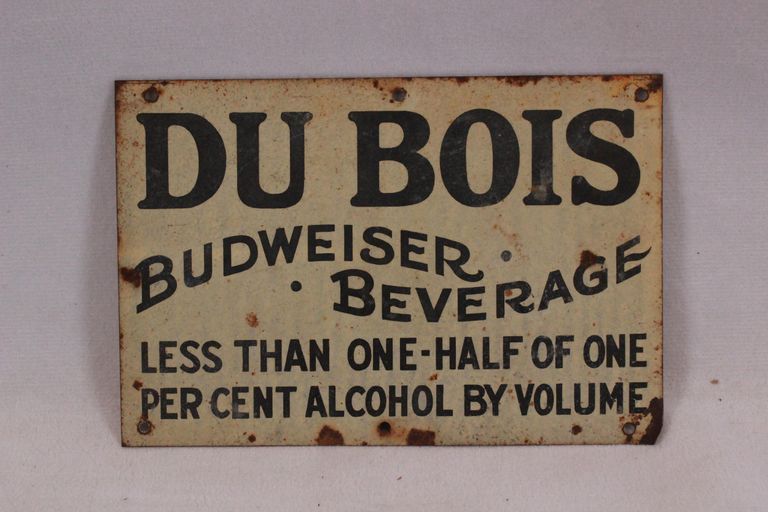 DU BOIS
BUDWEISER
· BEVERAGE ·
LESS THAN ONE-HALF OF ONE
PER CENT ALCOHOL BY VOLUME